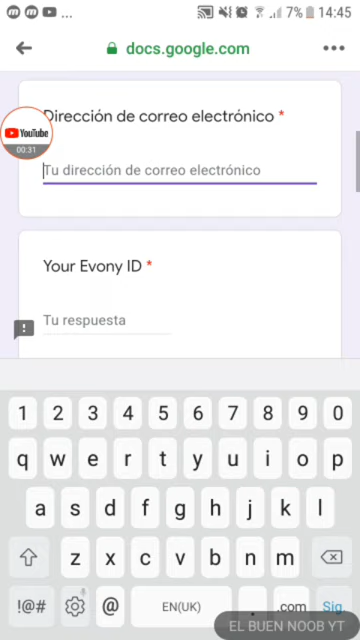 ... 7% 14:45
docs.google.com
Dirección de correo electrónico *
YouTube
00:31
Tu dirección de correo electrónico
Your Evony ID *
Tu respuesta
1 2 3 4 5 6 7 8 9 0
q w e r t y u i o p
a s d f g h j k l
z x c v b n m
!@# @ EN(UK) . .com Sig.
EL BUEN NOOB YT